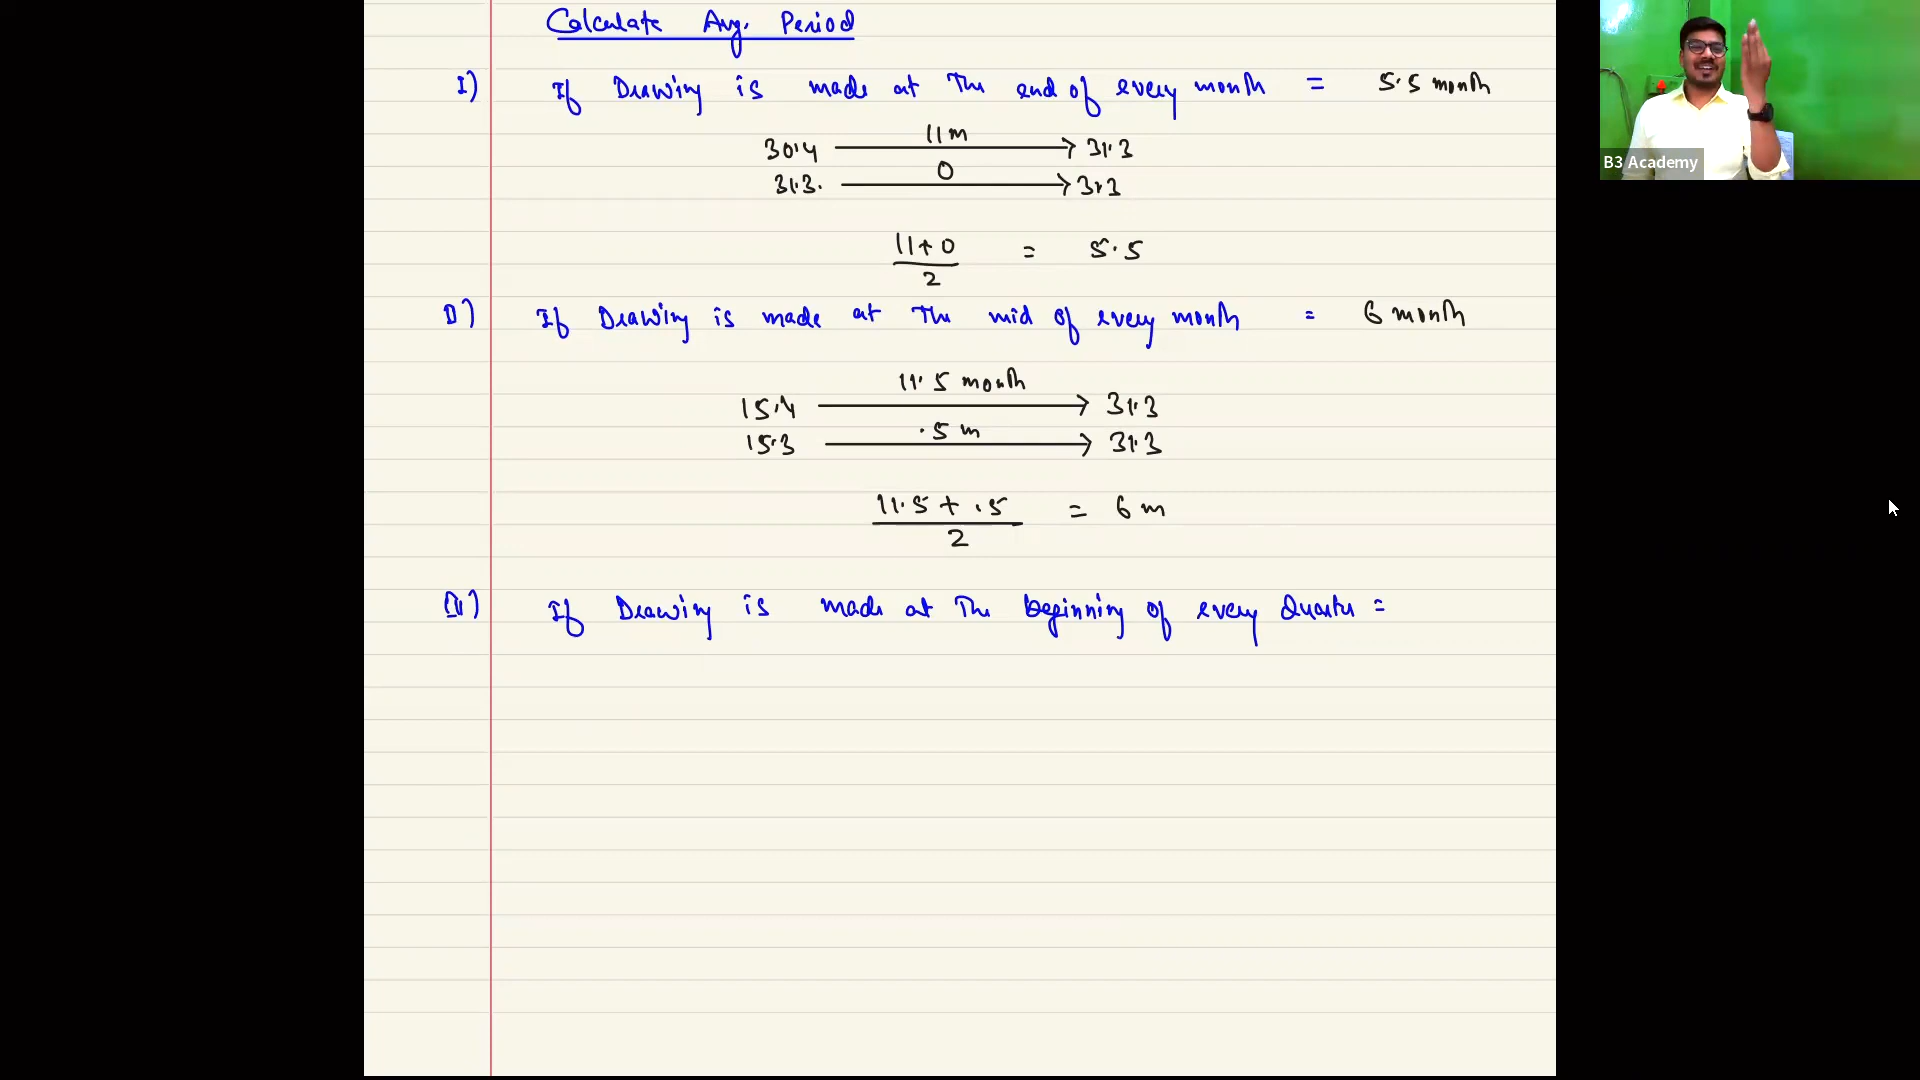 Calculate Avg. Period
I) If Drawing is made at the end of every month = 5.5 month
30.4 11m 31.3
31.3. 0 31.3
11+0 / 2 = 5.5
II) If Drawing is made at the mid of every month = 6 month
15.4 11.5 month 31.3
15.3 .5 m 31.3
11.5 + .5 / 2 = 6 m
III) If Drawing is made at the beginning of every Quarter =
B3 Academy